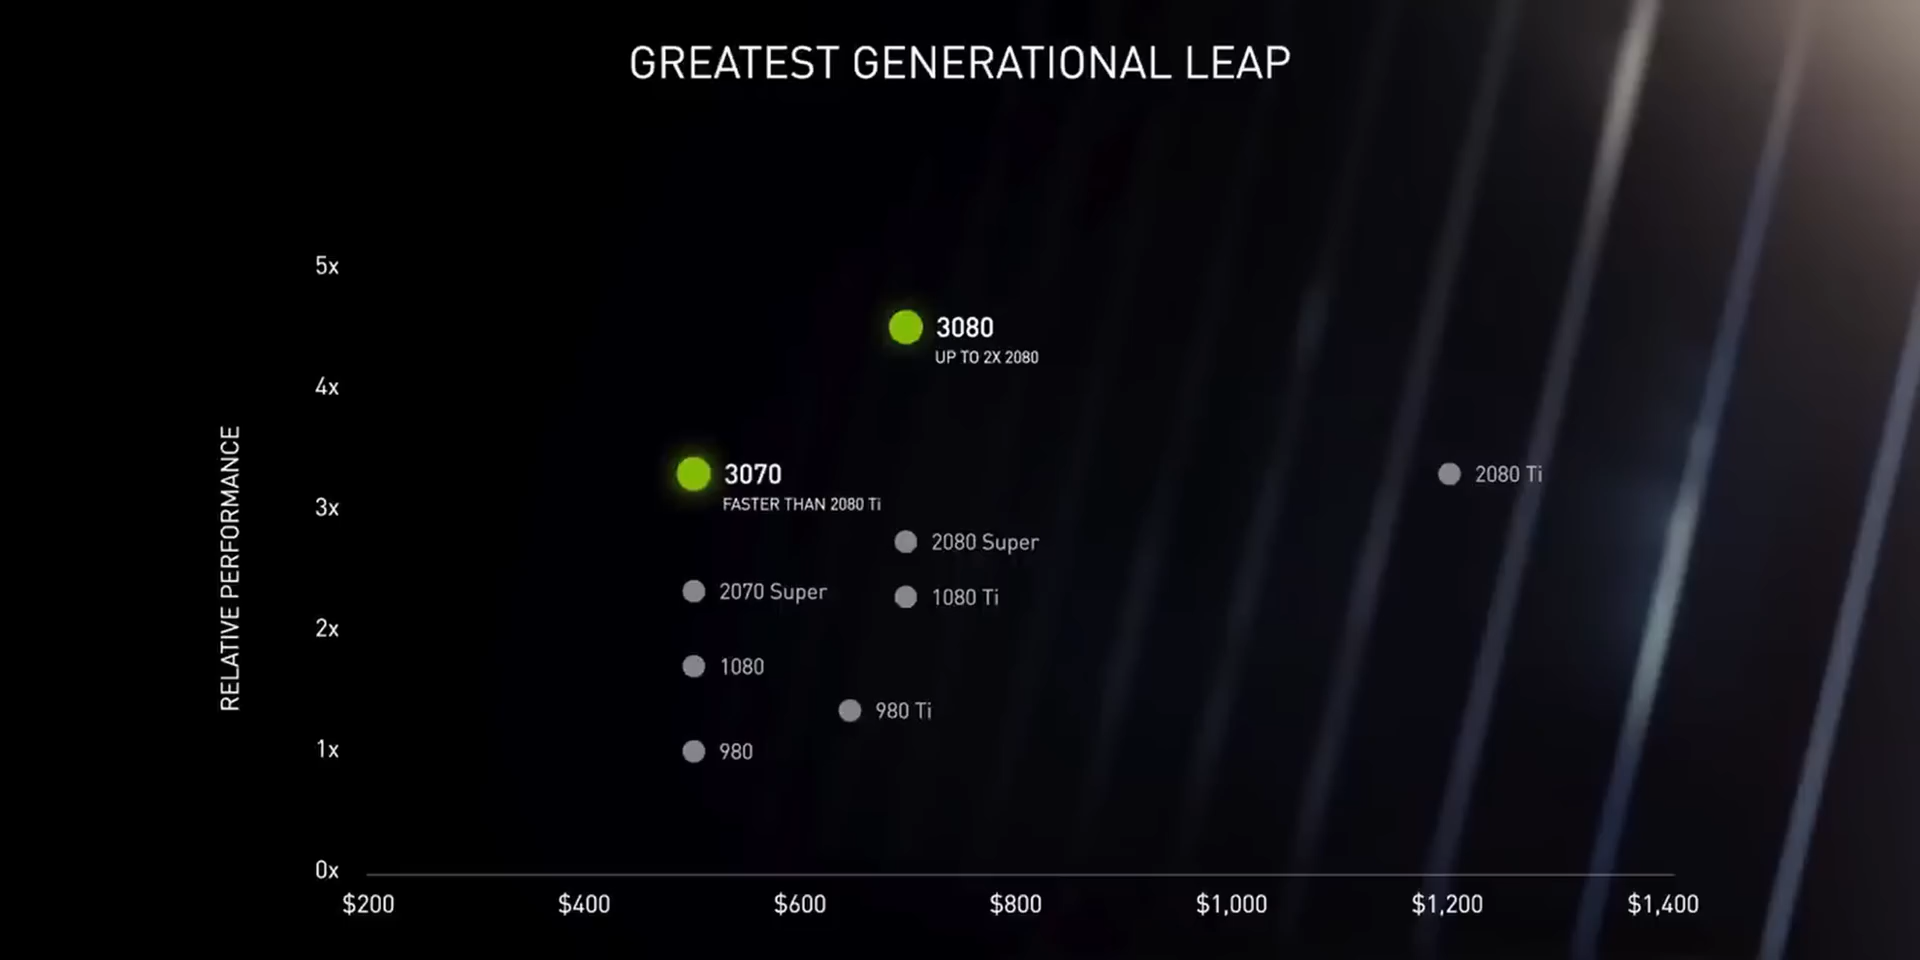 GREATEST GENERATIONAL LEAP
5x
3080
UP TO 2X 2080
4x
3070
FASTER THAN 2080 Ti
2080 Ti
3x
2080 Super
2070 Super
1080 Ti
2x
1080
980 Ti
1x
980
0x
RELATIVE PERFORMANCE
$200 $400 $600 $800 $1,000 $1,200 $1,400